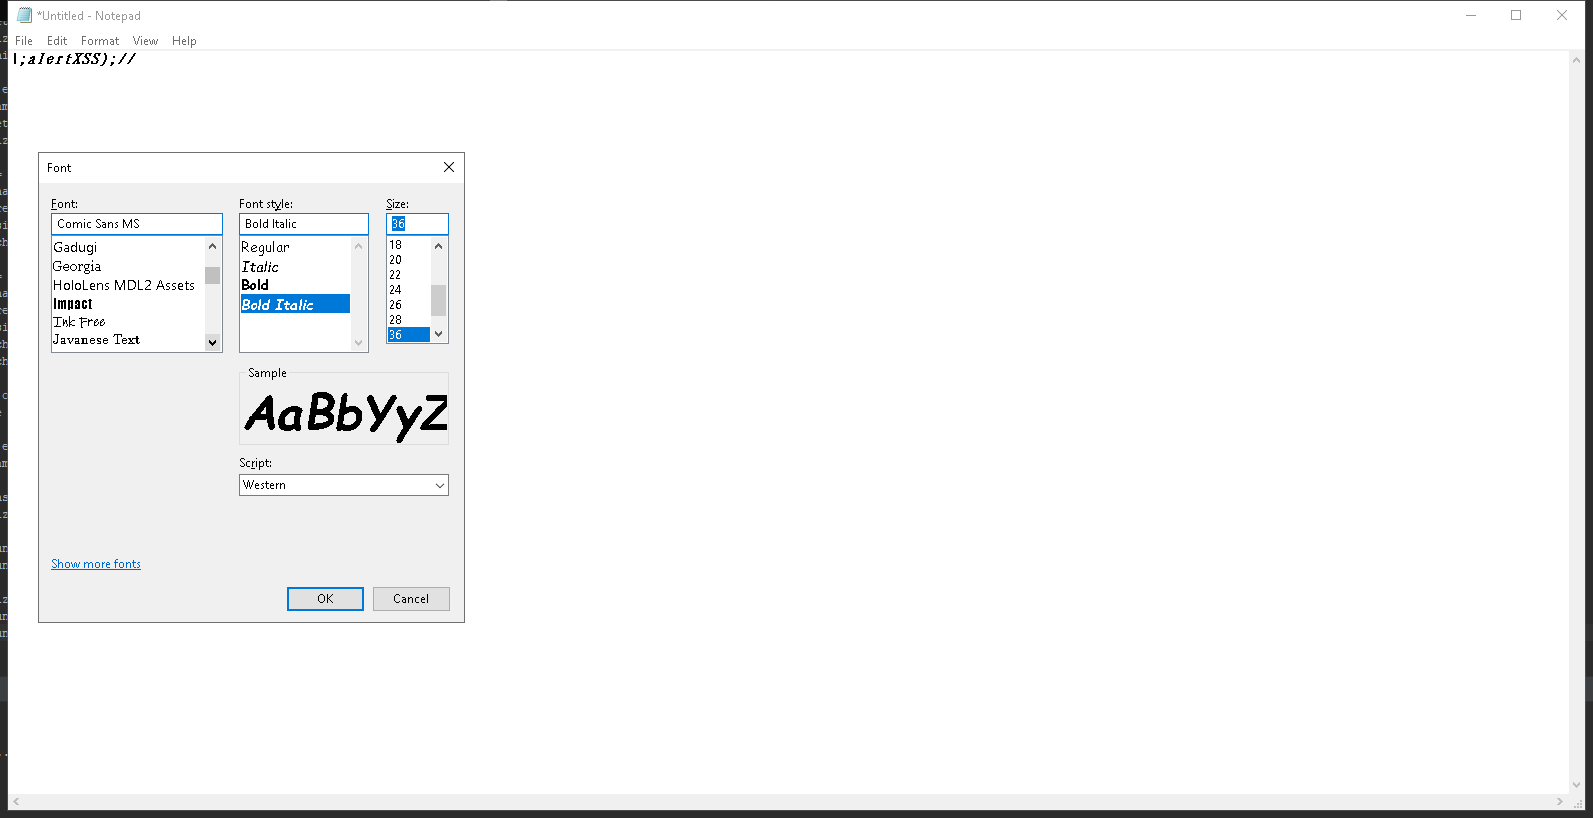 *Untitled - Notepad
File Edit Format View Help
\;alertXSS);//
Font
Font: Font style: Size:
Comic Sans MS Bold Italic 36
Gadugi
Georgia
HoloLens MDL2 Assets
Impact
Ink Free
Javanese Text
Regular
Italic
Bold
Bold Italic
18
20
22
24
26
28
36
Sample
AaBbYyZ
Script:
Western
Show more fonts
OK Cancel